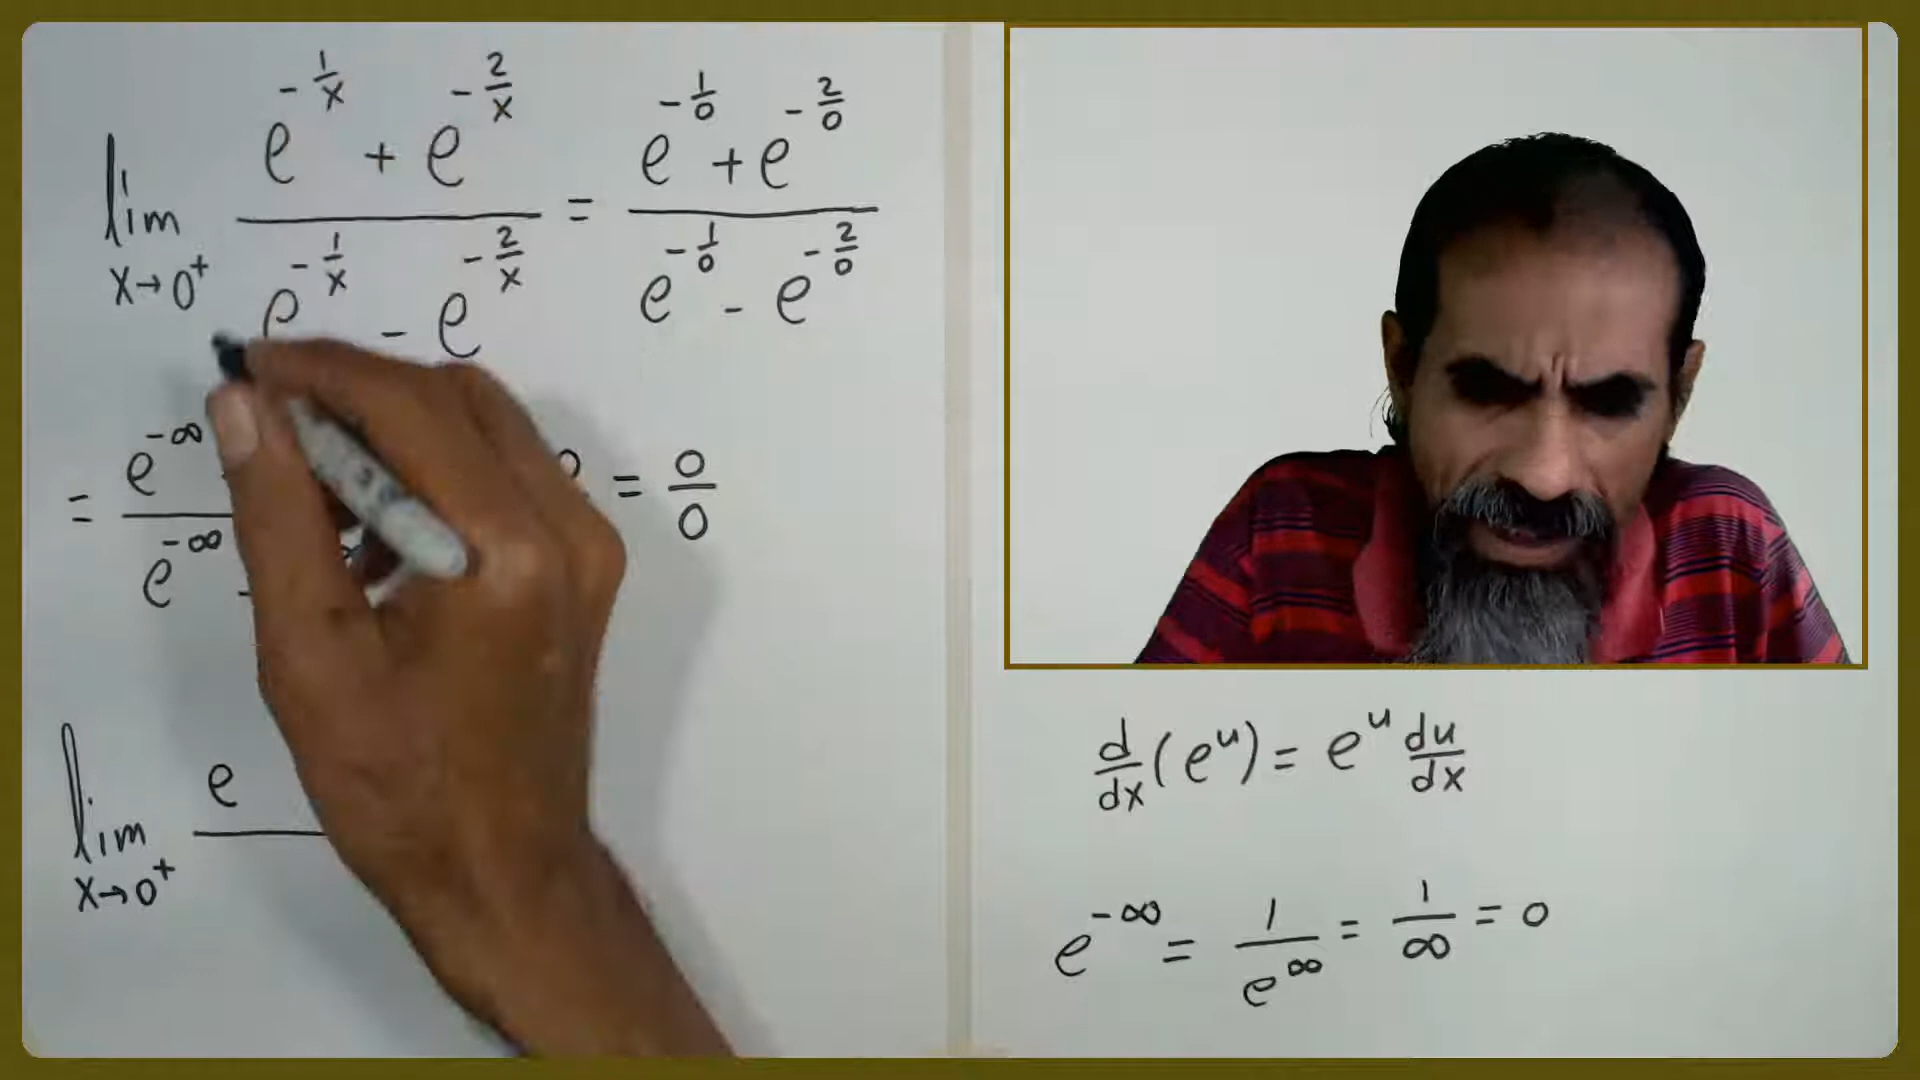 lim x→0⁺ (e^(-1/x) + e^(-2/x)) / (e^(-1/x) - e^(-2/x)) = (e^(-1/0) + e^(-2/0)) / (e^(-1/0) - e^(-2/0))
= e^(-∞) / e^(-∞) - = 0/0
lim x→0⁺ e
d/dx (e^u) = e^u du/dx
e^(-∞) = 1/e^∞ = 1/∞ = 0